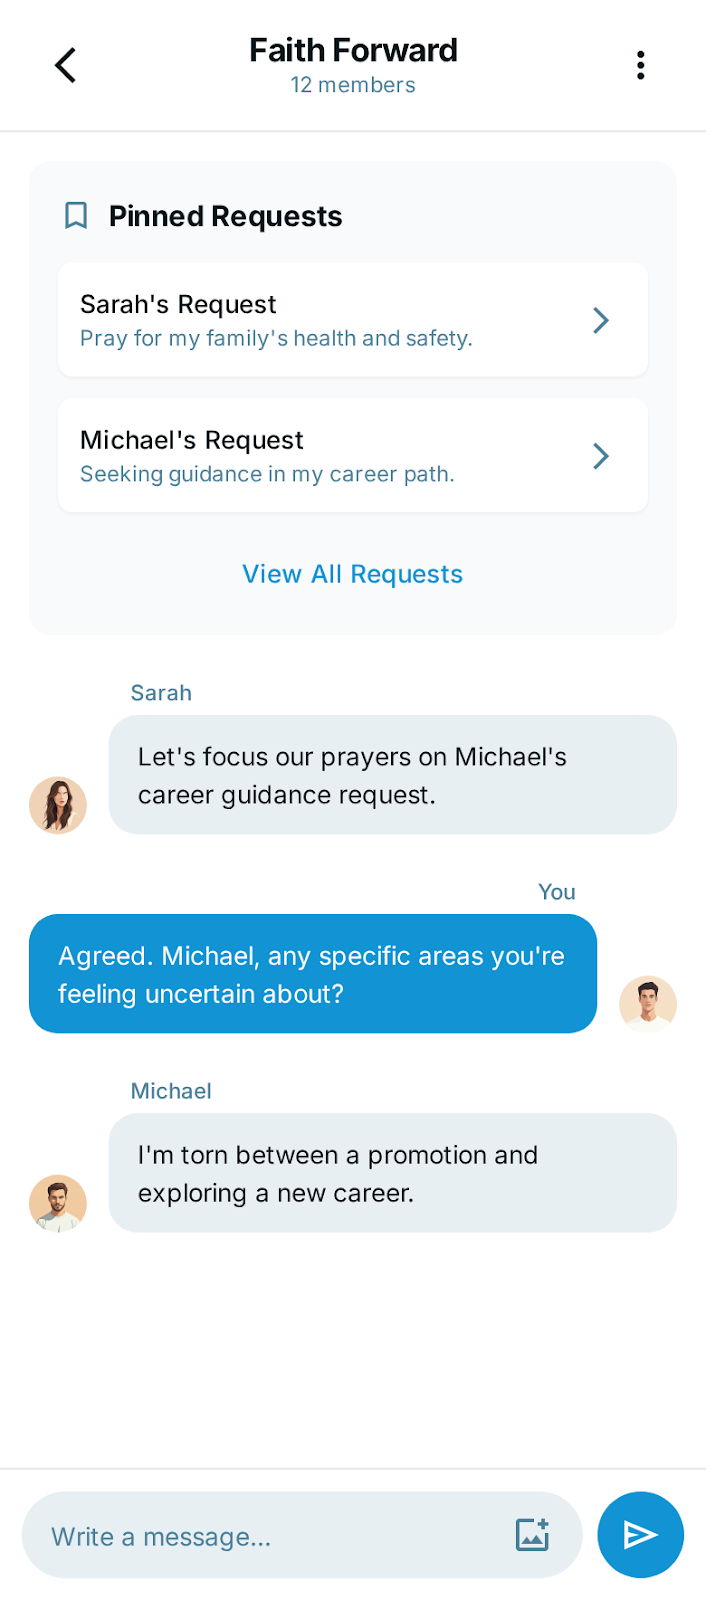 Faith Forward
12 members
Pinned Requests
Sarah's Request
Pray for my family's health and safety.
Michael's Request
Seeking guidance in my career path.
View All Requests
Sarah
Let's focus our prayers on Michael's
career guidance request.
You
Agreed. Michael, any specific areas you're
feeling uncertain about?
Michael
I'm torn between a promotion and
exploring a new career.
Write a message...